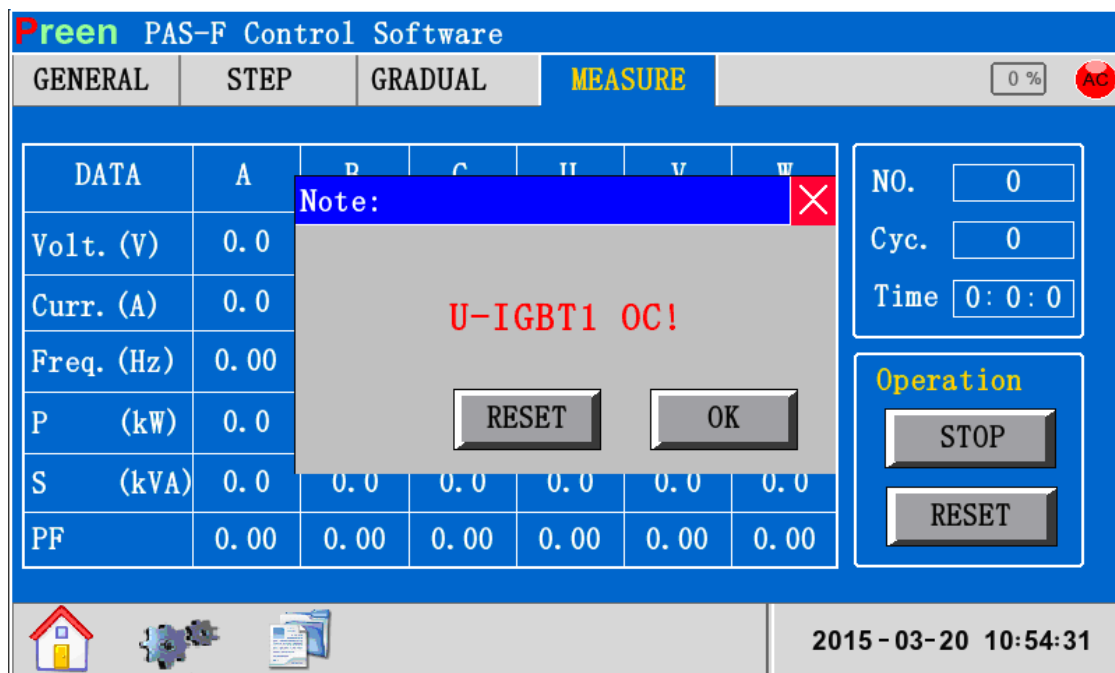 Preen PAS-F Control Software
GENERAL STEP GRADUAL MEASURE 0 % AC
DATA A
Note:
Volt. (V) 0.0
Curr. (A) 0.0
Freq. (Hz) 0.00
P (kW) 0.0
U-IGBT1 OC!
RESET OK
S (kVA) 0.0 0.0 0.0 0.0 0.0 0.0
PF 0.00 0.00 0.00 0.00 0.00 0.00
NO. 0
Cyc. 0
Time 0:0:0
Operation
STOP
RESET
2015-03-20 10:54:31